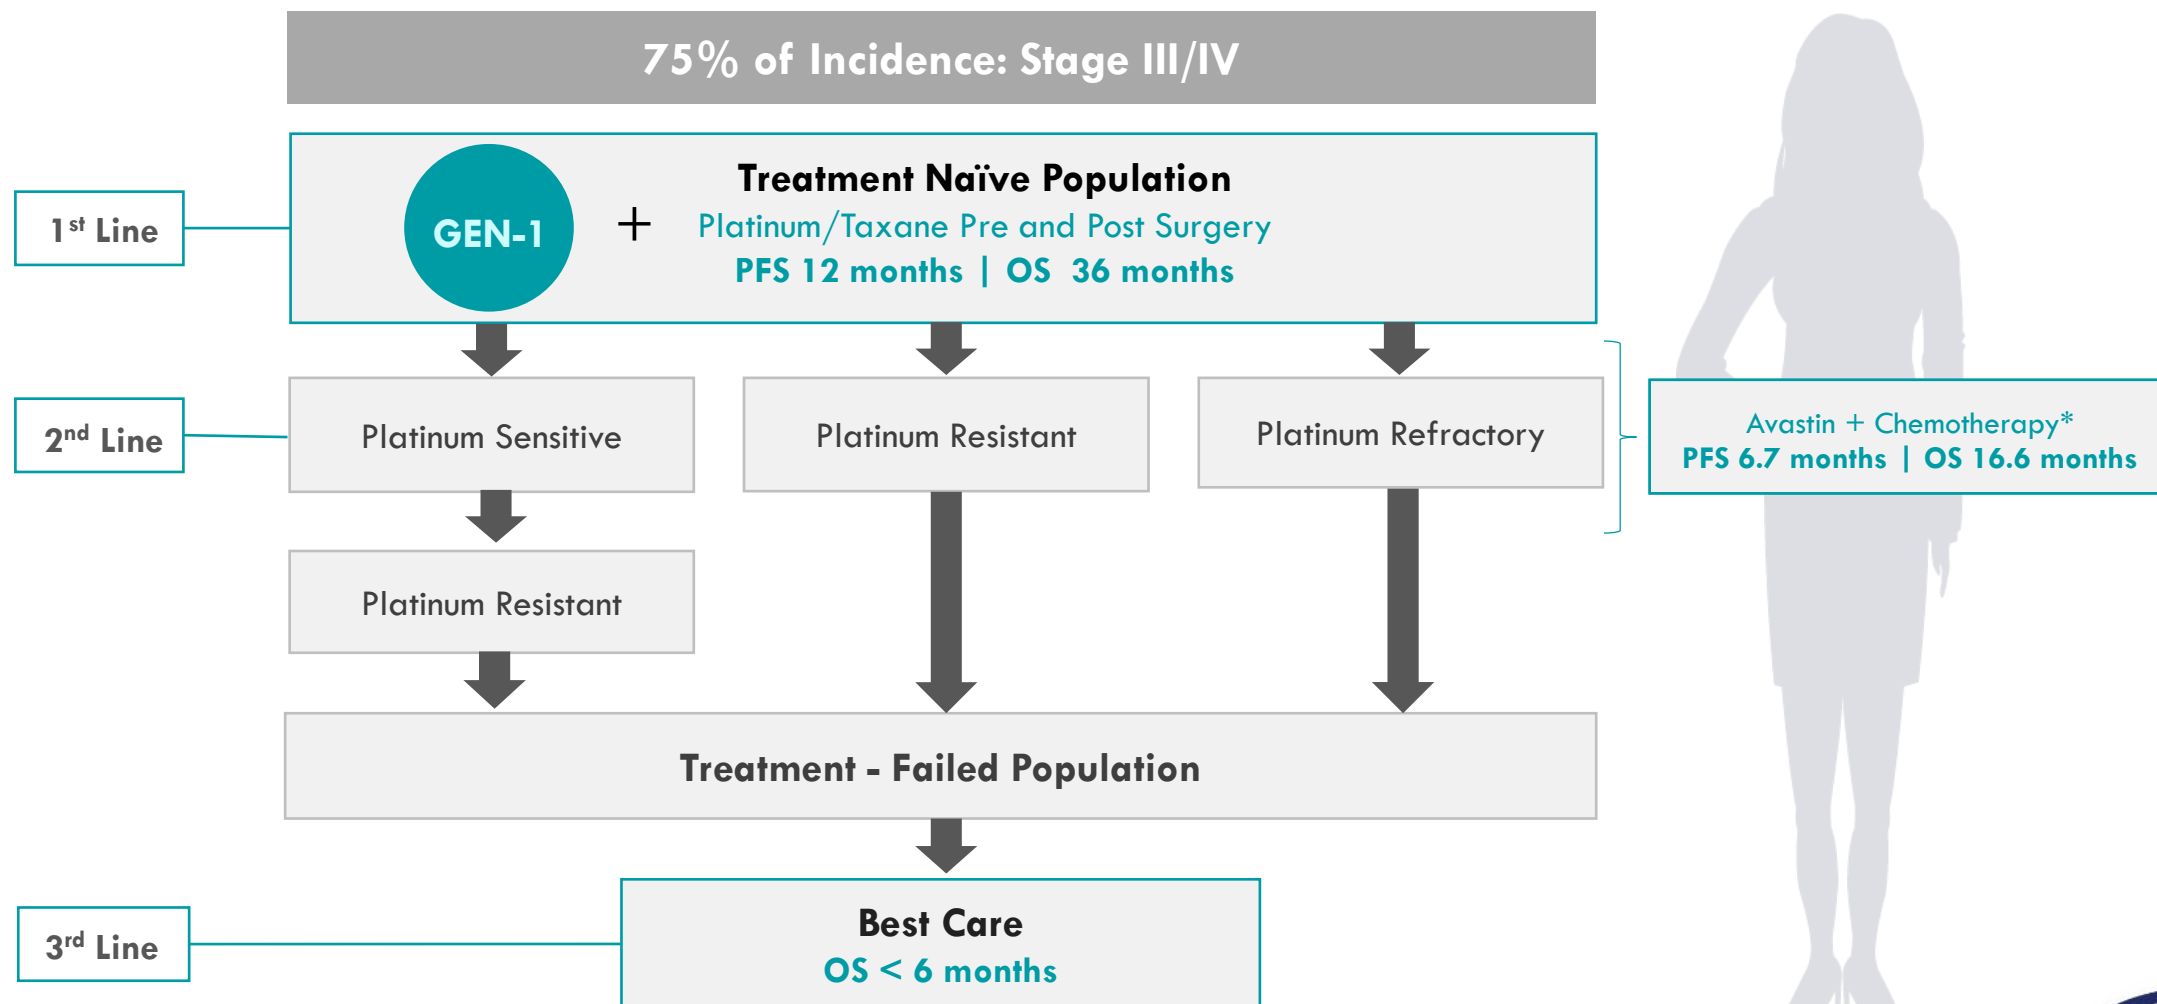 75% of Incidence: Stage III/IV
1st Line
GEN-1
+
Treatment Naïve Population
Platinum/Taxane Pre and Post Surgery
PFS 12 months | OS 36 months
2nd Line
Platinum Sensitive
Platinum Resistant
Platinum Refractory
Avastin + Chemotherapy*
PFS 6.7 months | OS 16.6 months
Platinum Resistant
Treatment - Failed Population
3rd Line
Best Care
OS < 6 months